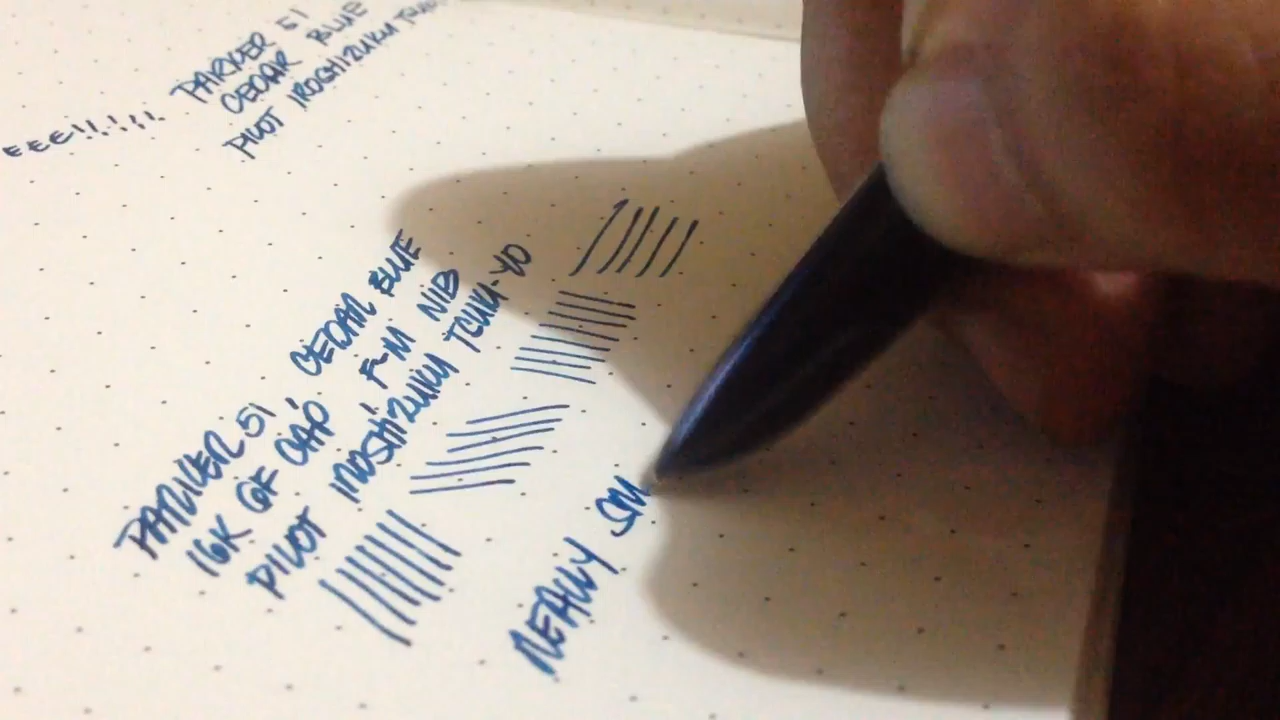 PARKER 51
CEDAR BLUE
PILOT IROSHIZUKU
EEE
PARKER 51, CEDAR BLUE
16K GF CAP, F-M NIB
PILOT IROSHIZUKU TSUKI-YO
REALLY SM